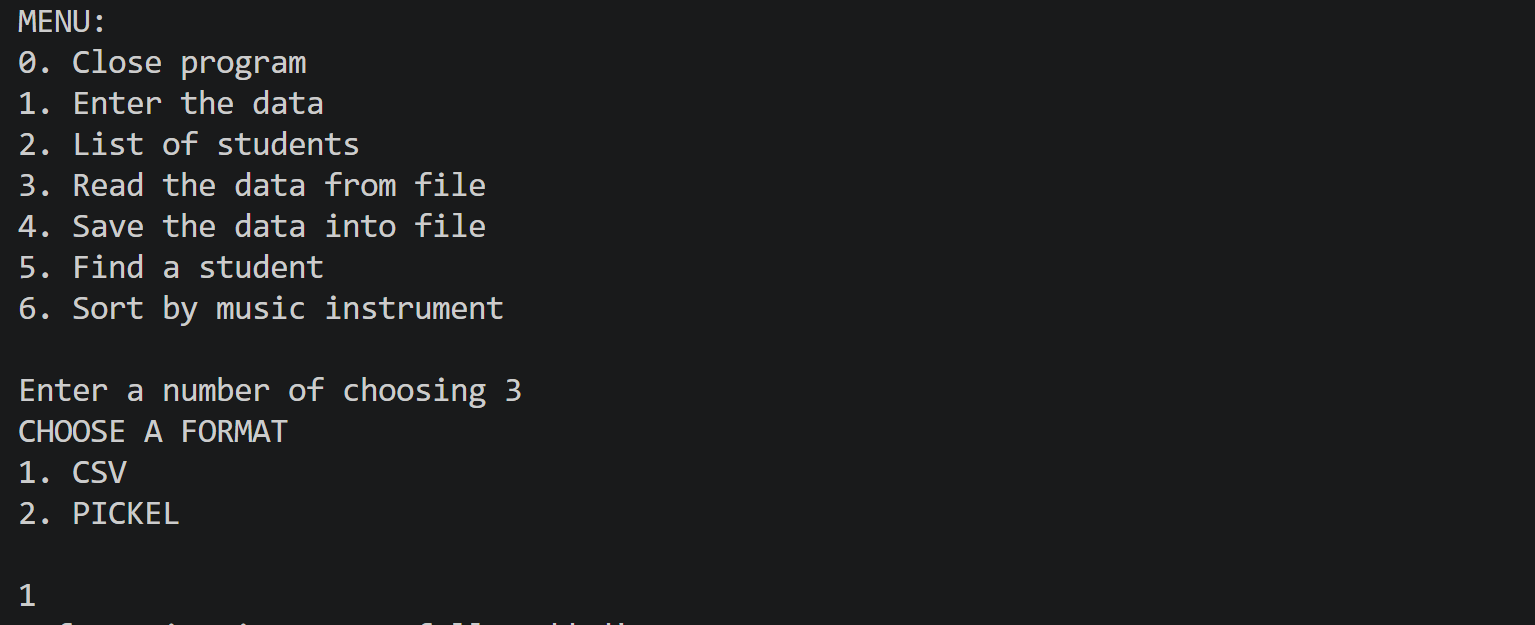 MENU:
0. Close program
1. Enter the data
2. List of students
3. Read the data from file
4. Save the data into file
5. Find a student
6. Sort by music instrument
Enter a number of choosing 3
CHOOSE A FORMAT
1. CSV
2. PICKEL
1